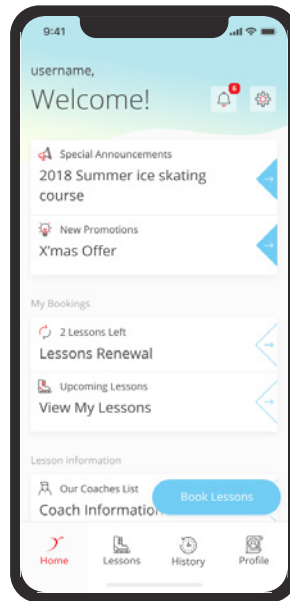 9:41
username,
Welcome!
6
Special Announcements
2018 Summer ice skating
course
New Promotions
X'mas Offer
My Bookings
2 Lessons Left
Lessons Renewal
Upcoming Lessons
View My Lessons
Lesson information
Our Coaches List
Coach Information
Book Lessons
Home
Lessons
History
Profile